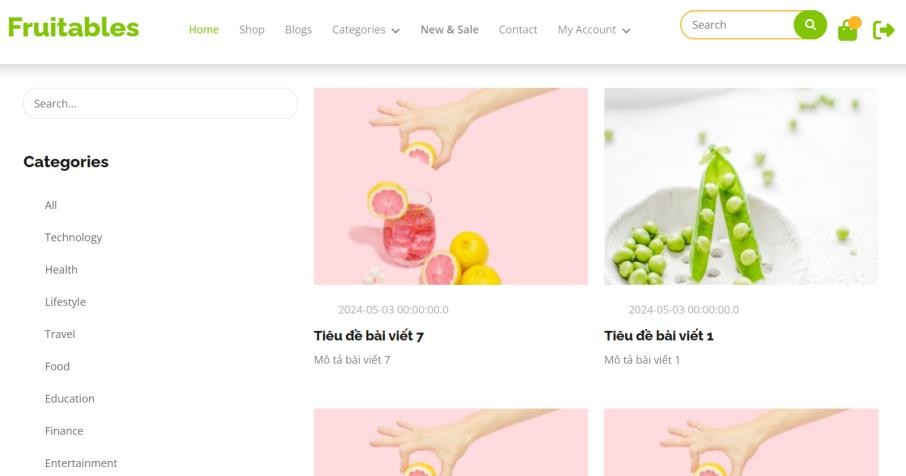 Fruitables
Home Shop Blogs Categories New & Sale Contact My Account
Search
Search...
Categories
All
Technology
Health
Lifestyle
Travel
Food
Education
Finance
Entertainment
2024-05-03 00:00:00.0
Tiêu đề bài viết 7
Mô tả bài viết 7
2024-05-03 00:00:00.0
Tiêu đề bài viết 1
Mô tả bài viết 1